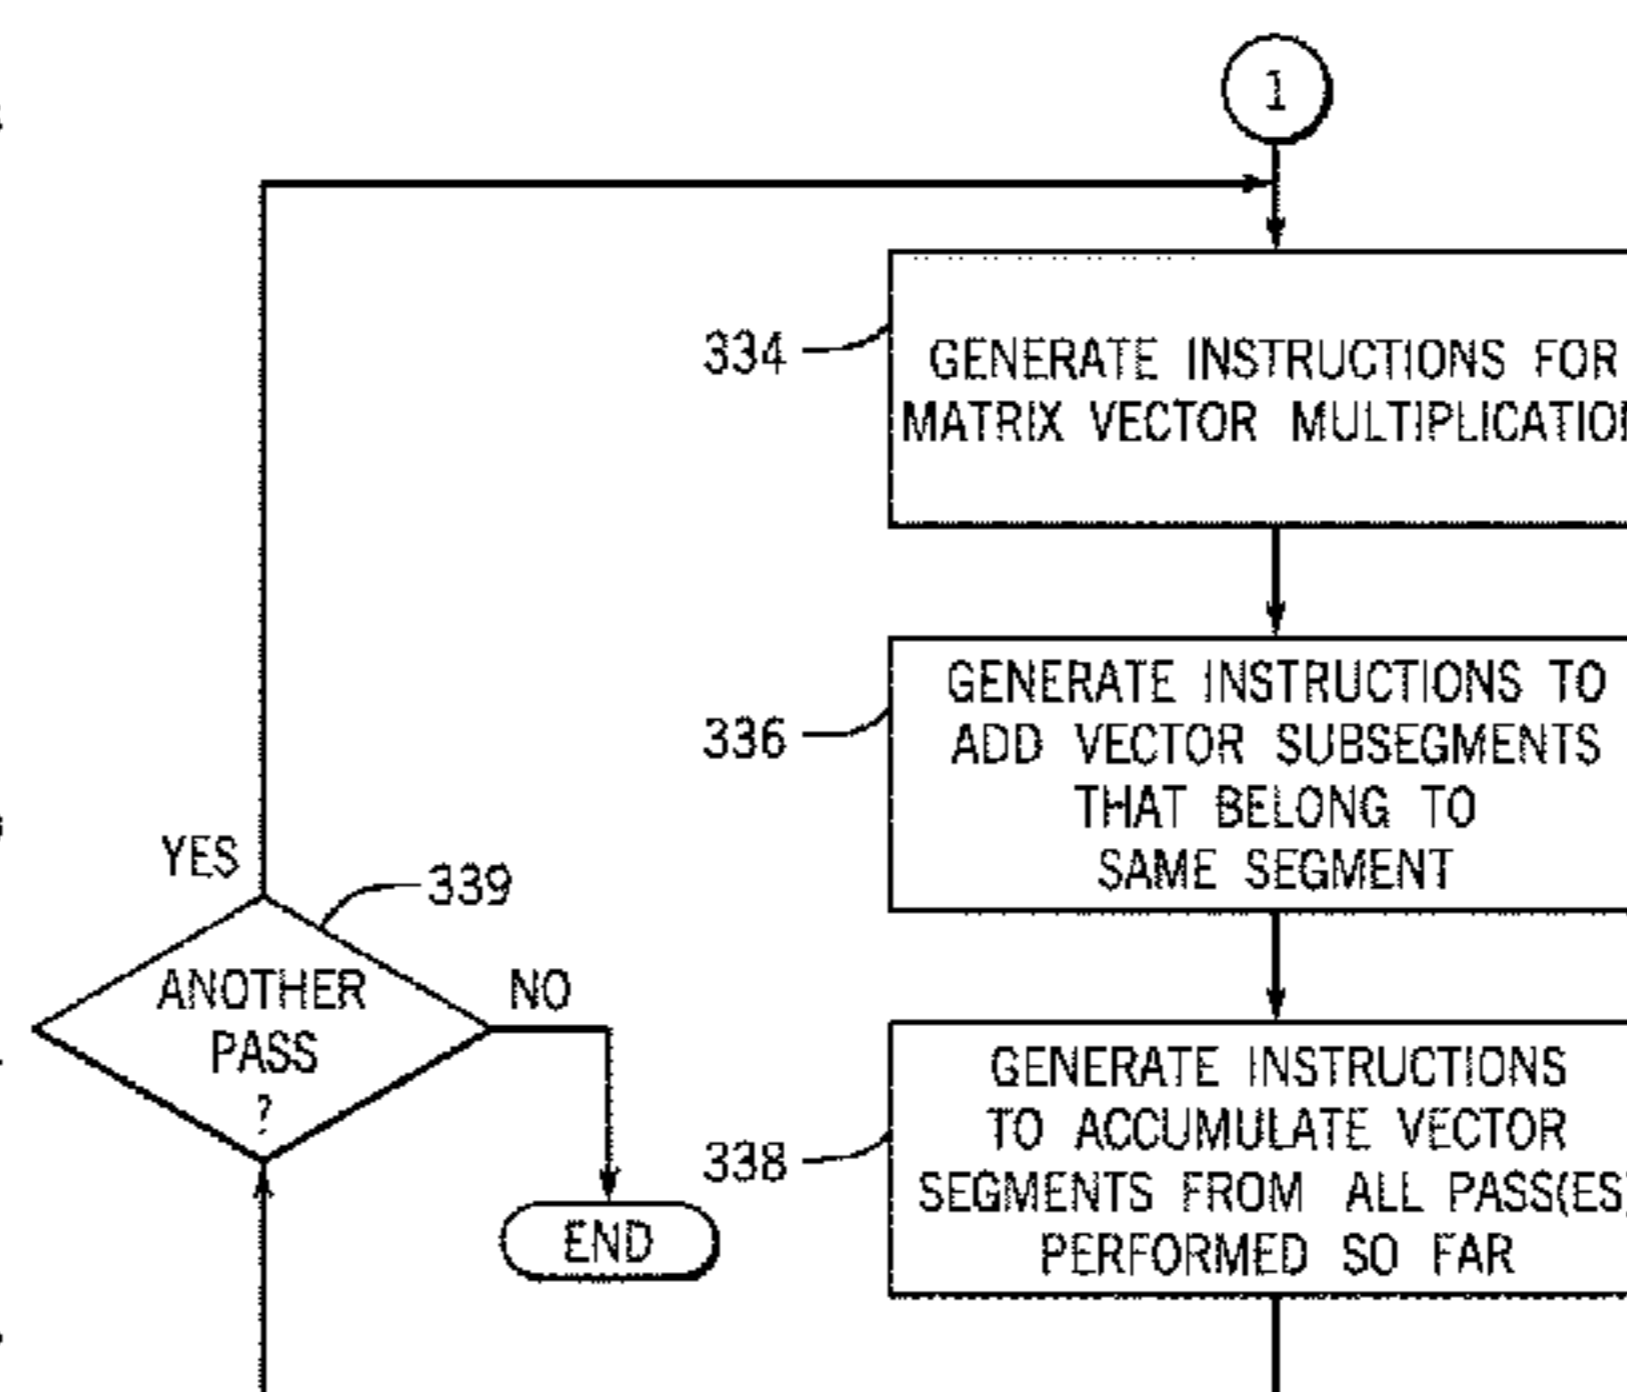 1
334
GENERATE INSTRUCTIONS FOR
MATRIX VECTOR MULTIPLICATION
336
GENERATE INSTRUCTIONS TO
ADD VECTOR SUBSEGMENTS
THAT BELONG TO
SAME SEGMENT
YES
339
ANOTHER
PASS
?
NO
338
GENERATE INSTRUCTIONS
TO ACCUMULATE VECTOR
SEGMENTS FROM ALL PASS(ES)
PERFORMED SO FAR
END